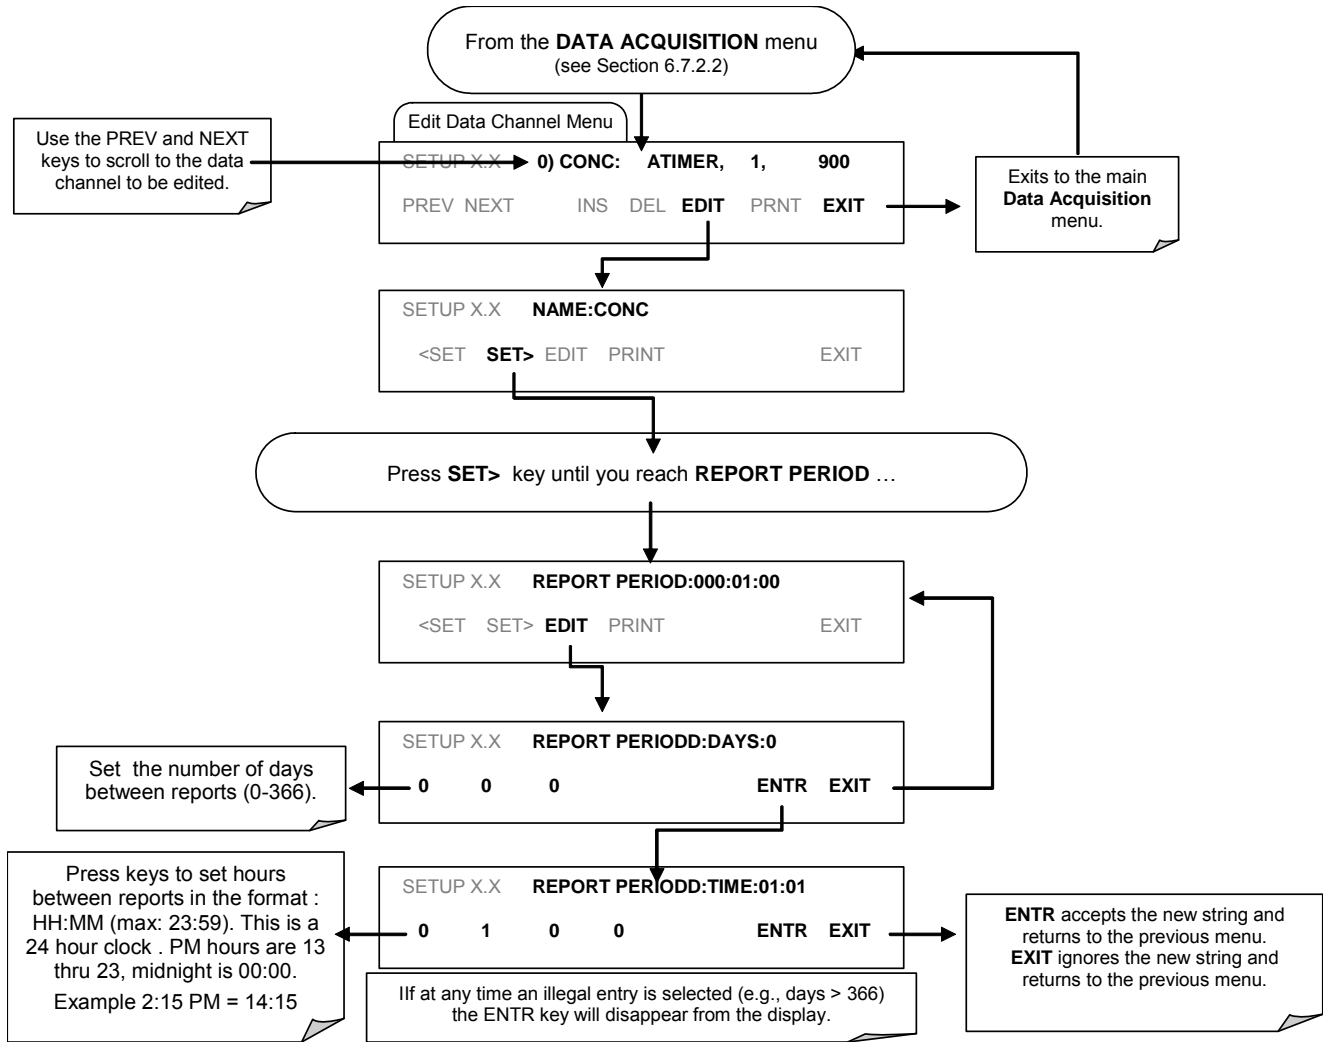 From the DATA ACQUISITION menu
(see Section 6.7.2.2)
Edit Data Channel Menu
Use the PREV and NEXT
keys to scroll to the data
channel to be edited.
SETUP X.X 0) CONC: ATIMER, 1, 900
PREV NEXT INS DEL EDIT PRNT EXIT
Exits to the main
Data Acquisition
menu.
SETUP X.X NAME:CONC
<SET SET> EDIT PRINT EXIT
Press SET> key until you reach REPORT PERIOD …
SETUP X.X REPORT PERIOD:000:01:00
<SET SET> EDIT PRINT EXIT
SETUP X.X REPORT PERIODD:DAYS:0
0 0 0 ENTR EXIT
Set the number of days
between reports (0-366).
SETUP X.X REPORT PERIODD:TIME:01:01
0 1 0 0 ENTR EXIT
Press keys to set hours
between reports in the format :
HH:MM (max: 23:59). This is a
24 hour clock . PM hours are 13
thru 23, midnight is 00:00.
Example 2:15 PM = 14:15
IIf at any time an illegal entry is selected (e.g., days > 366)
the ENTR key will disappear from the display.
ENTR accepts the new string and
returns to the previous menu.
EXIT ignores the new string and
returns to the previous menu.